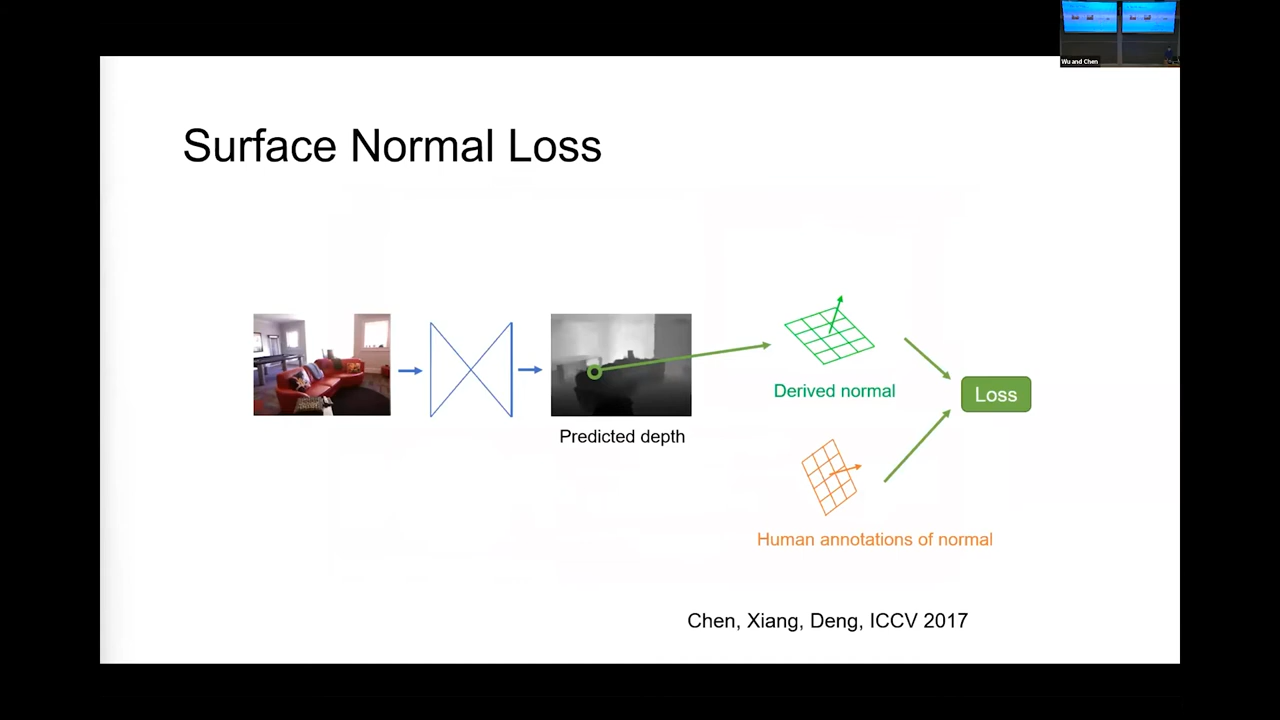 Wu and Chen
Surface Normal Loss
Predicted depth
Derived normal
Loss
Human annotations of normal
Chen, Xiang, Deng, ICCV 2017